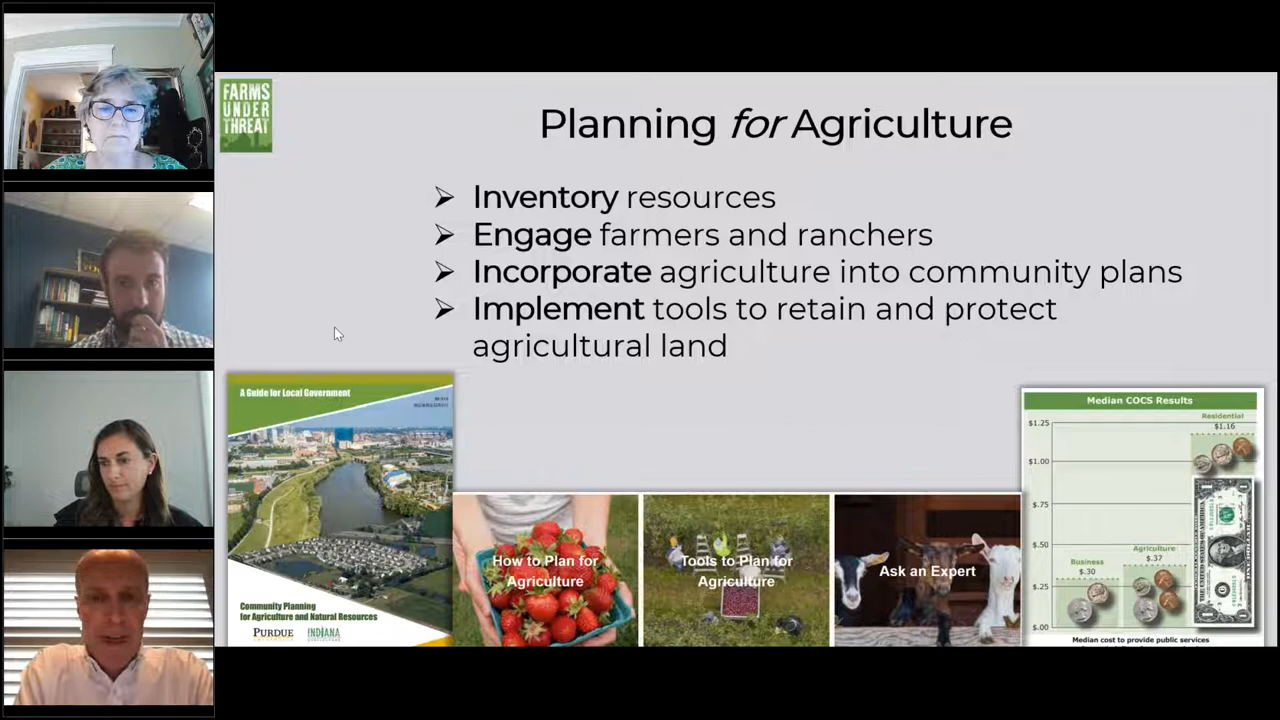 FARMS
UNDER
THREAT
Planning for Agriculture
➢ Inventory resources
➢ Engage farmers and ranchers
➢ Incorporate agriculture into community plans
➢ Implement tools to retain and protect
agricultural land
A Guide for Local Government
Community Planning
for Agriculture and Natural Resources
PURDUE
INDIANA
How to Plan for
Agriculture
Tools to Plan for
Agriculture
Ask an Expert
Median COCS Results
$1.25
$1.00
$.75
$.50
$.25
$.00
Business
$.30
Agriculture
$.37
Residential
$1.16
Median cost to provide public services